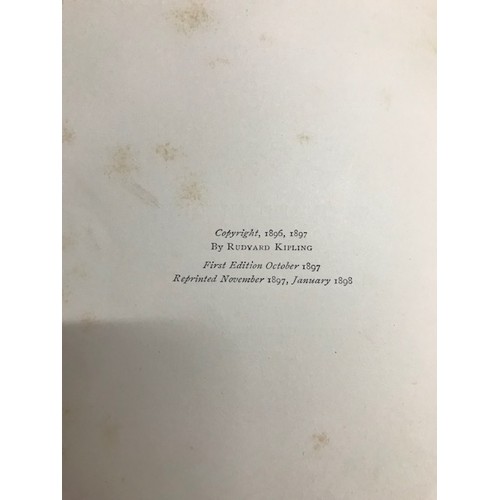 Copyright, 1896, 1897
By Rudyard Kipling
First Edition October 1897
Reprinted November 1897, January 1898